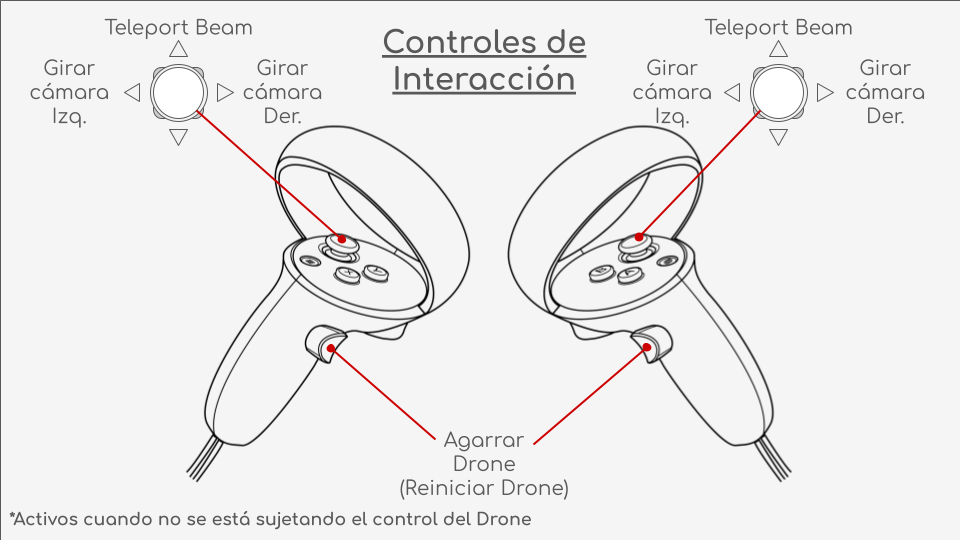 Controles de
Interacción
Teleport Beam
Girar
cámara
Izq.
Girar
cámara
Der.
Teleport Beam
Girar
cámara
Izq.
Girar
cámara
Der.
Agarrar
Drone
(Reiniciar Drone)
*Activos cuando no se está sujetando el control del Drone